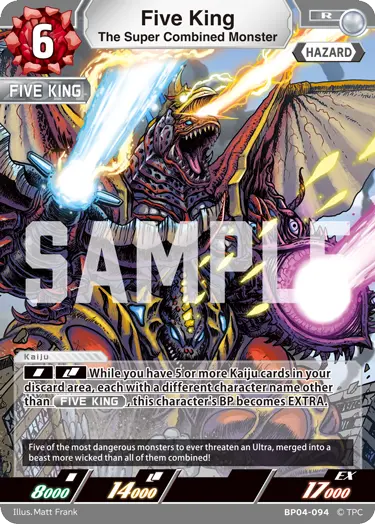 6
Five King
The Super Combined Monster
R
HAZARD
FIVE KING
SAMPLE
Kaiju
While you have 5 or more Kaiju cards in your
discard area, each with a different character name other
than FIVE KING, this character's BP becomes EXTRA.
Five of the most dangerous monsters to ever threaten an Ultra, merged into a
beast more wicked than all of them combined!
EX
8000 14000 17000
Illus. Matt Frank BP04-094 © TPC